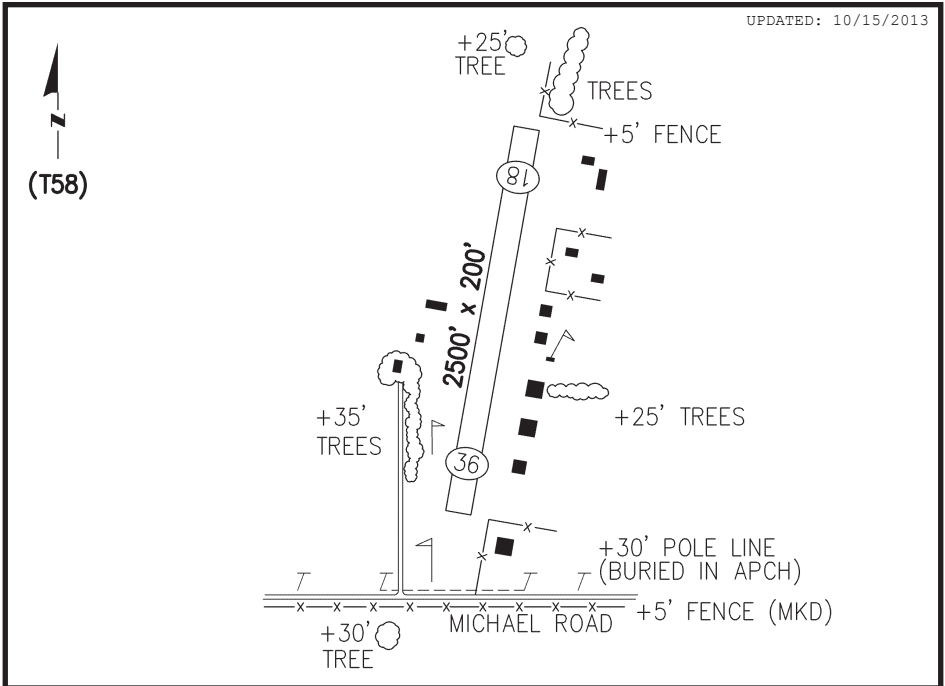 UPDATED: 10/15/2013
+25'
TREE
TREES
+5' FENCE
N
(T58)
18
2500' x 200'
+35'
TREES
+25' TREES
36
+30' POLE LINE
(BURIED IN APCH)
+5' FENCE (MKD)
MICHAEL ROAD
+30'
TREE